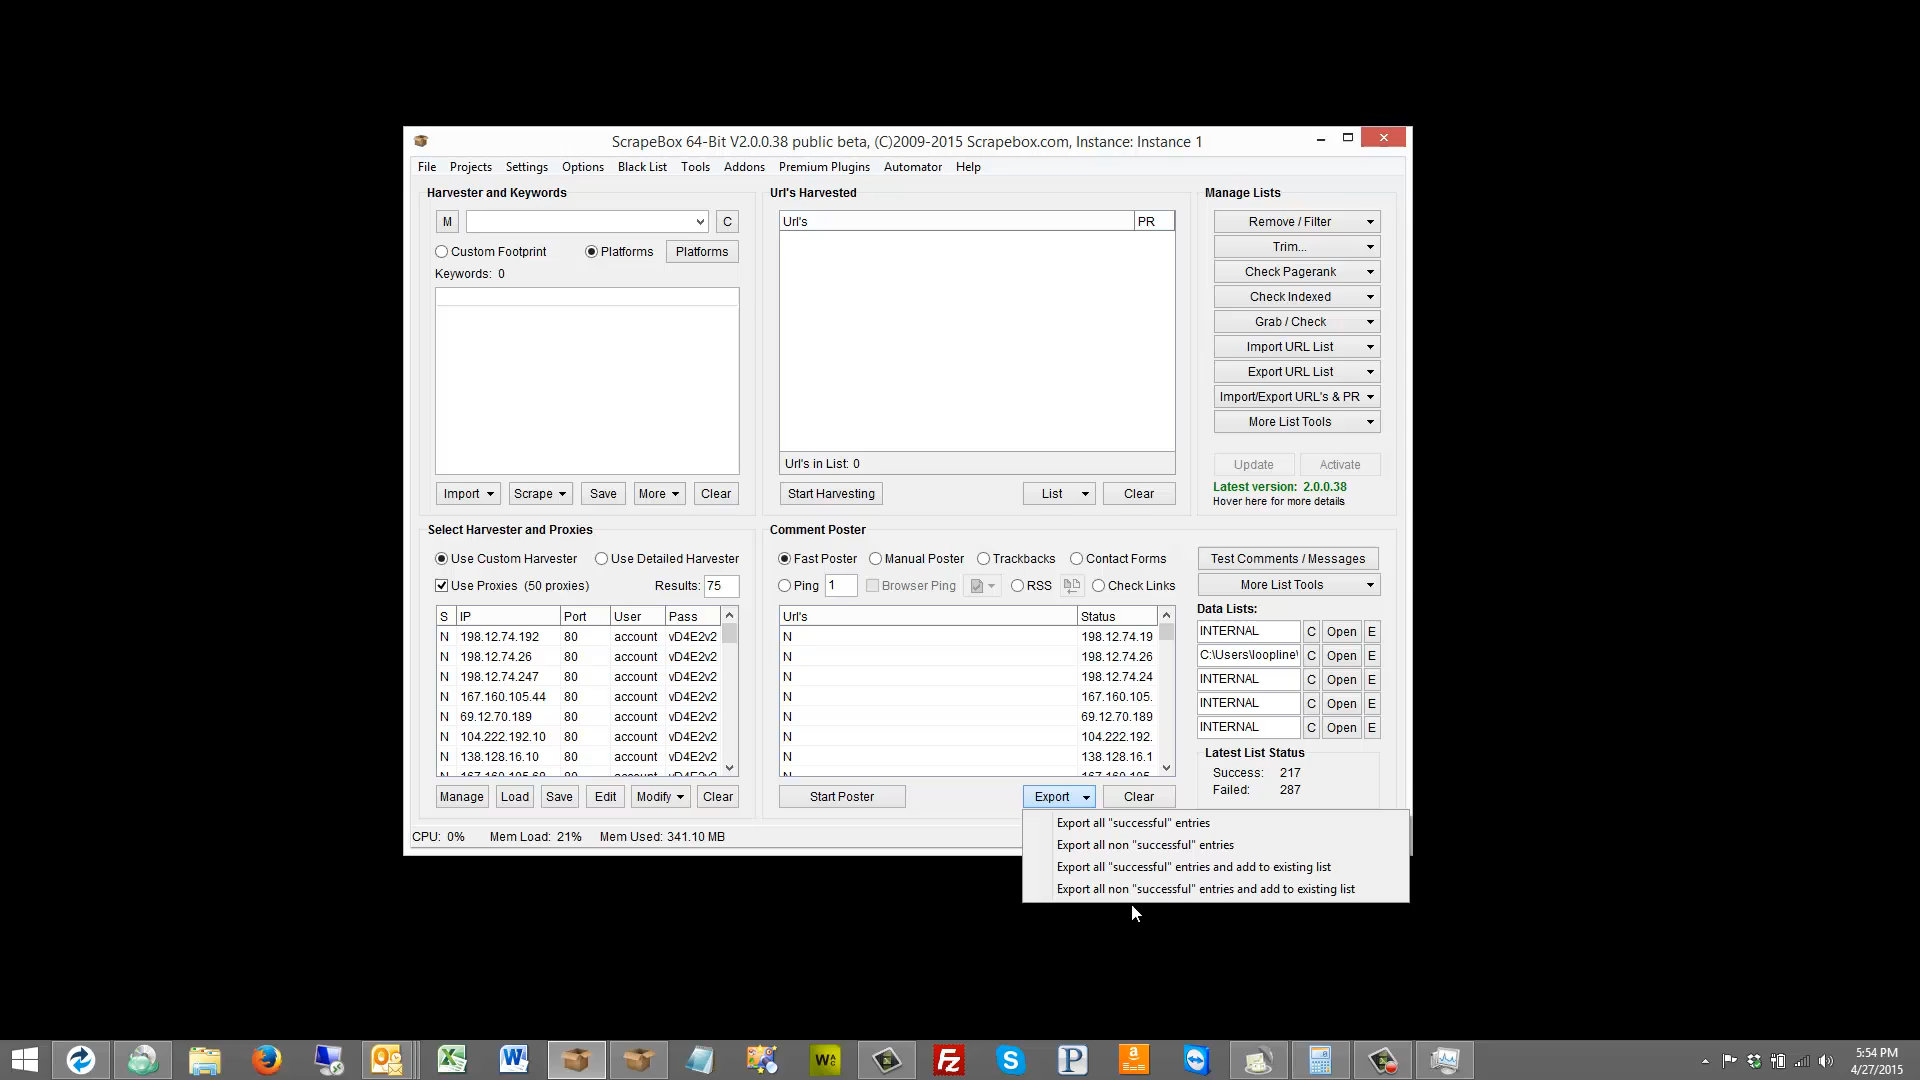 ScrapeBox 64-Bit V2.0.0.38 public beta, (C)2009-2015 Scrapebox.com, Instance: Instance 1
File Projects Settings Options Black List Tools Addons Premium Plugins Automator Help
Harvester and Keywords
M C
Custom Footprint Platforms Platforms
Keywords: 0
Import Scrape Save More Clear
Url's Harvested
Url's PR
Url's in List: 0
Start Harvesting List Clear
Manage Lists
Remove / Filter
Trim...
Check Pagerank
Check Indexed
Grab / Check
Import URL List
Export URL List
Import/Export URL's & PR
More List Tools
Update Activate
Latest version: 2.0.0.38
Hover here for more details
Select Harvester and Proxies
Use Custom Harvester Use Detailed Harvester
Use Proxies (50 proxies) Results: 75
S IP Port User Pass
N 198.12.74.192 80 account vD4E2v2
N 198.12.74.26 80 account vD4E2v2
N 198.12.74.247 80 account vD4E2v2
N 167.160.105.44 80 account vD4E2v2
N 69.12.70.189 80 account vD4E2v2
N 104.222.192.10 80 account vD4E2v2
N 138.128.16.10 80 account vD4E2v2
Manage Load Save Edit Modify Clear
Comment Poster
Fast Poster Manual Poster Trackbacks Contact Forms
Ping 1 Browser Ping RSS Check Links
Url's Status
N 198.12.74.19
N 198.12.74.26
N 198.12.74.24
N 167.160.105.
N 69.12.70.189
N 104.222.192.
N 138.128.16.1
Start Poster Export Clear
Test Comments / Messages
More List Tools
Data Lists:
INTERNAL C Open E
C:\Users\loopline\ C Open E
INTERNAL C Open E
INTERNAL C Open E
INTERNAL C Open E
Latest List Status
Success: 217
Failed: 287
CPU: 0% Mem Load: 21% Mem Used: 341.10 MB
Export all "successful" entries
Export all non "successful" entries
Export all "successful" entries and add to existing list
Export all non "successful" entries and add to existing list
5:54 PM
4/27/2015